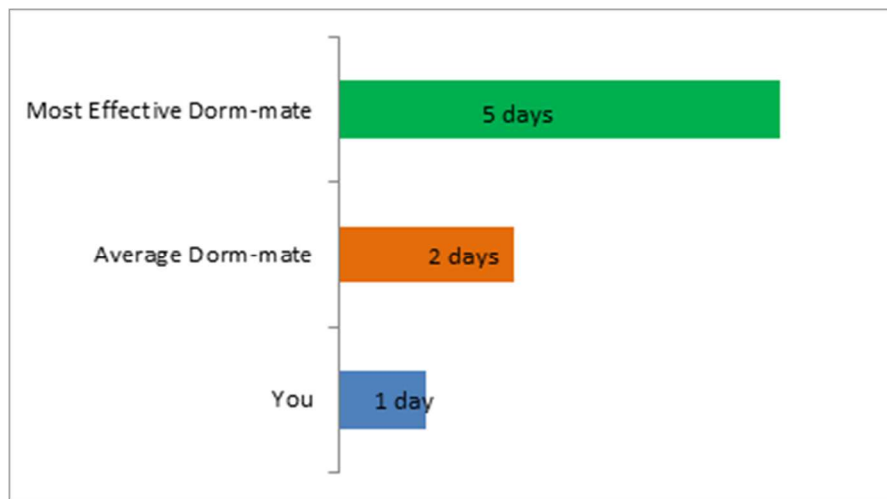 Most Effective Dorm-mate
5 days
Average Dorm-mate
2 days
You
1 day